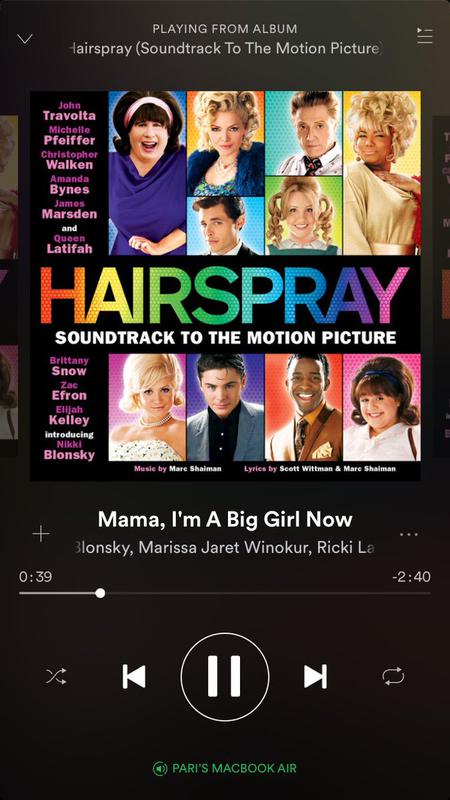 PLAYING FROM ALBUM
Hairspray (Soundtrack To The Motion Picture)
John
Travolta
Michelle
Pfeiffer
Christopher
Walken
Amanda
Bynes
James
Marsden
and
Queen
Latifah
HAIRSPRAY
SOUNDTRACK TO THE MOTION PICTURE
Brittany
Snow
Zac
Efron
Elijah
Kelley
introducing
Nikki
Blonsky
Music by Marc Shaiman
Lyrics by Scott Wittman & Marc Shaiman
Mama, I'm A Big Girl Now
Blonsky, Marissa Jaret Winokur, Ricki La
0:39
-2:40
PARI'S MACBOOK AIR